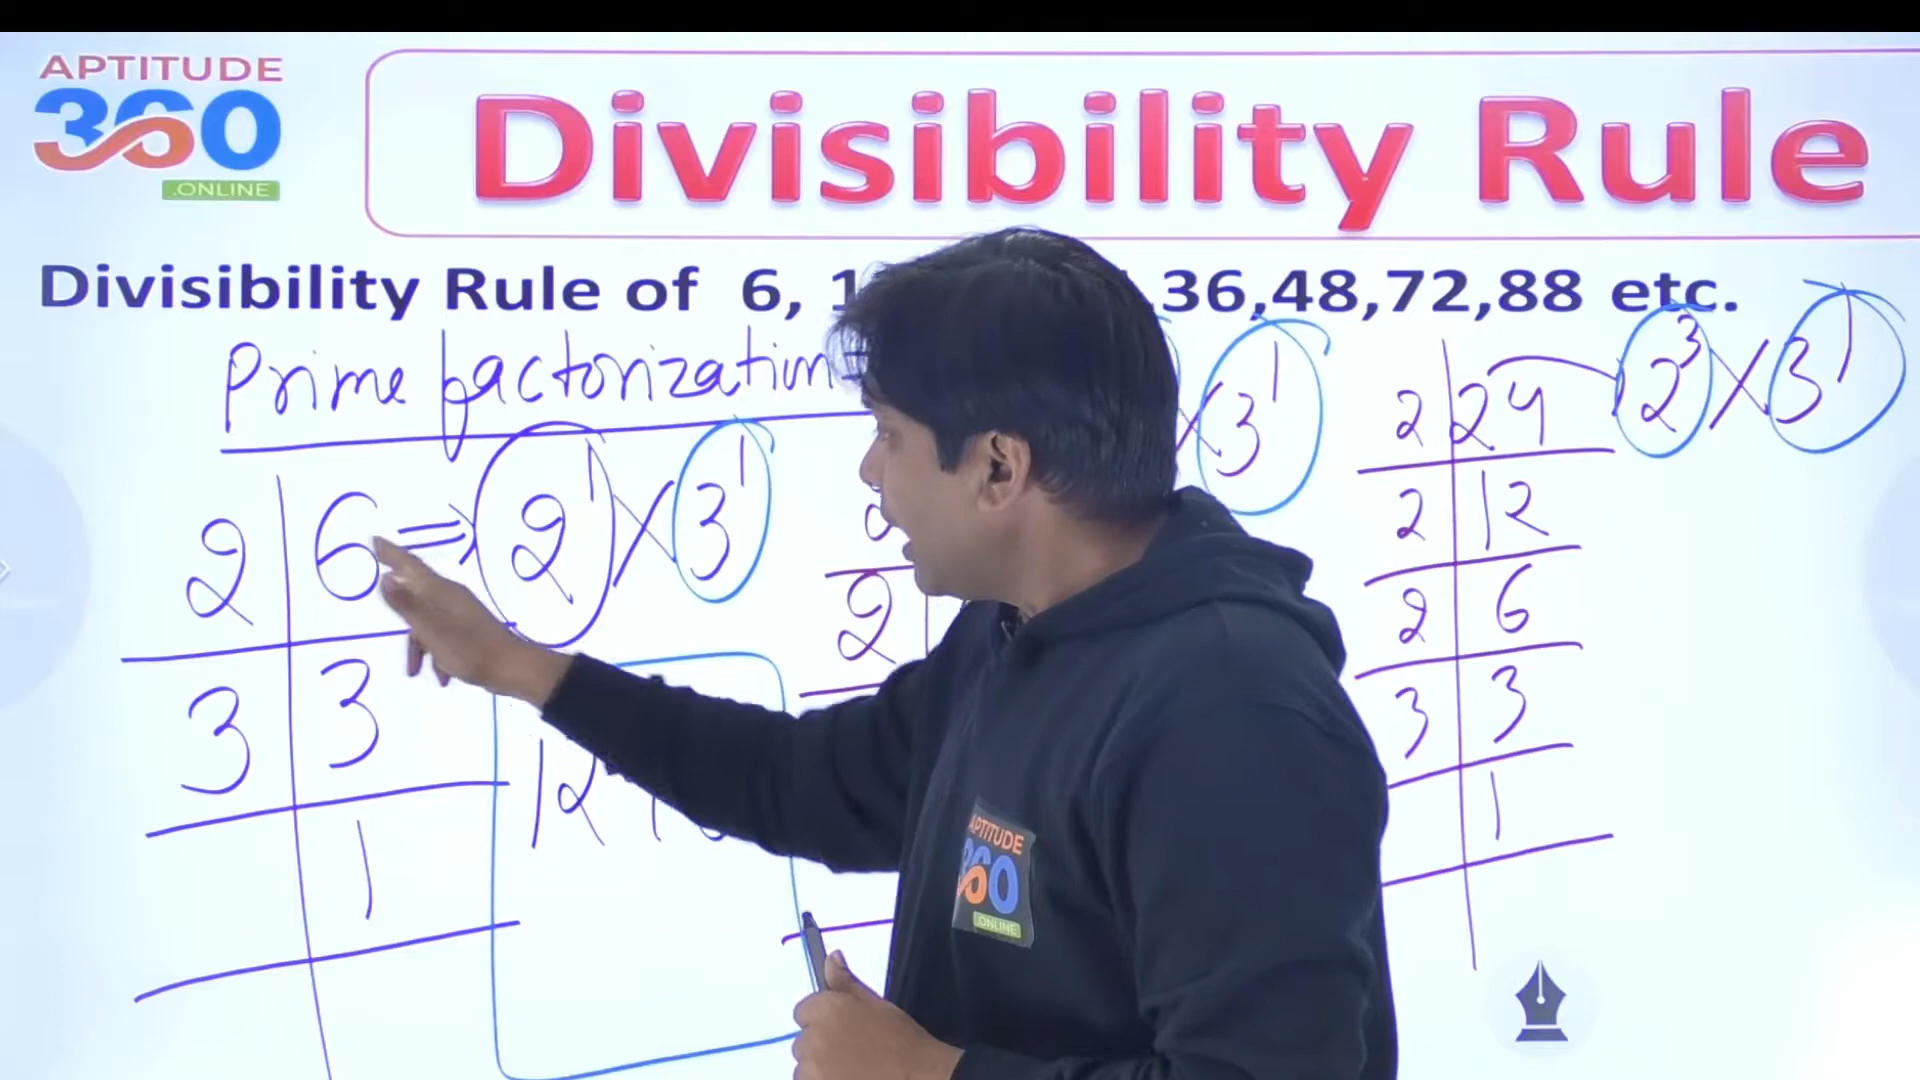 APTITUDE
360
.ONLINE
Divisibility Rule
Divisibility Rule of 6, 1 36,48,72,88 etc.
Prime factorization
2 | 6 ⇒ 2¹ × 3¹
3 | 3
1
12
2
× 3¹
2 | 24 2³ × 3¹
2 | 12
2 | 6
3 | 3
1
APTITUDE
360
.ONLINE